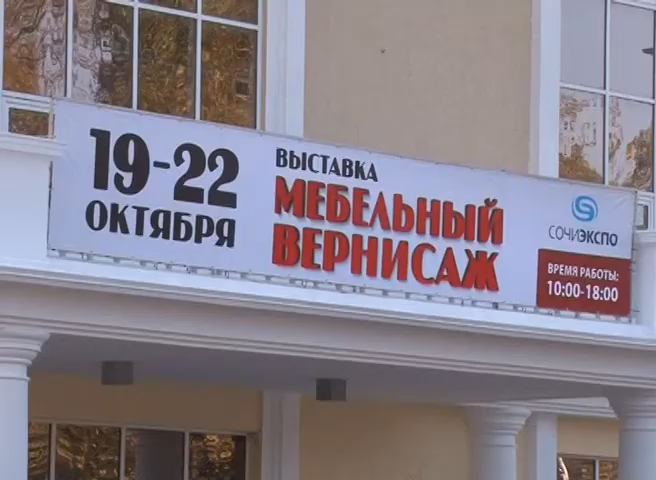 19-22
ОКТЯБРЯ
ВЫСТАВКА
МЕБЕЛЬНЫЙ
ВЕРНИСАЖ
СОЧИЭКСПО
ВРЕМЯ РАБОТЫ:
10:00-18:00